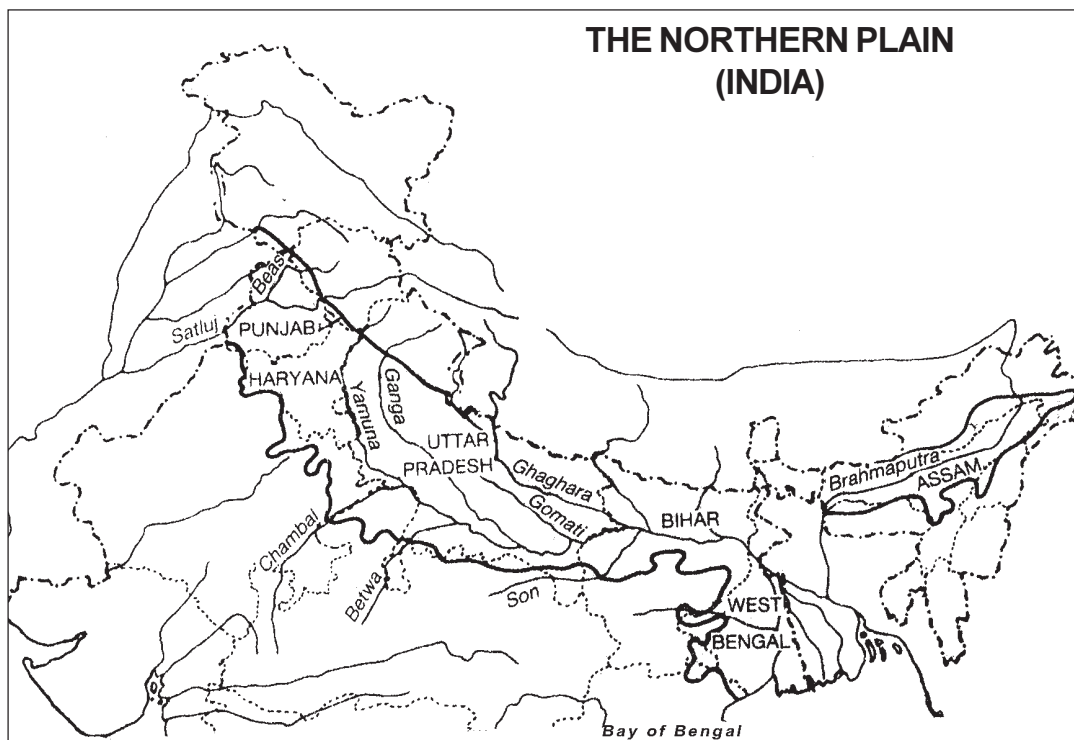 THE NORTHERN PLAIN
(INDIA)
Beas
Satluj
PUNJAB
HARYANA
Yamuna
Ganga
UTTAR
PRADESH
Ghaghara
Gomati
BIHAR
Brahmaputra
ASSAM
Chambal
Betwa
Son
WEST
BENGAL
Bay of Bengal